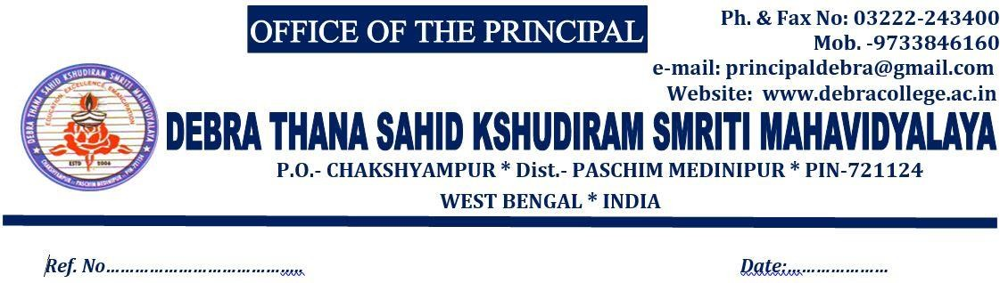 OFFICE OF THE PRINCIPAL
Ph. & Fax No: 03222-243400
Mob. -9733846160
e-mail: principaldebra@gmail.com
Website: www.debracollege.ac.in
DEBRA THANA SAHID KSHUDIRAM SMRITI MAHAVIDYALAYA
EDUCATION, EXCELLENCE, EMANCIPATION
ESTD 2006
CHAKSHYAMPUR :: PASCHIM MEDINIPUR :: PIN-721124
DEBRA THANA SAHID KSHUDIRAM SMRITI MAHAVIDYALAYA
P.O.- CHAKSHYAMPUR * Dist.- PASCHIM MEDINIPUR * PIN-721124
WEST BENGAL * INDIA
Ref. No……………………………….....
Date:…………………